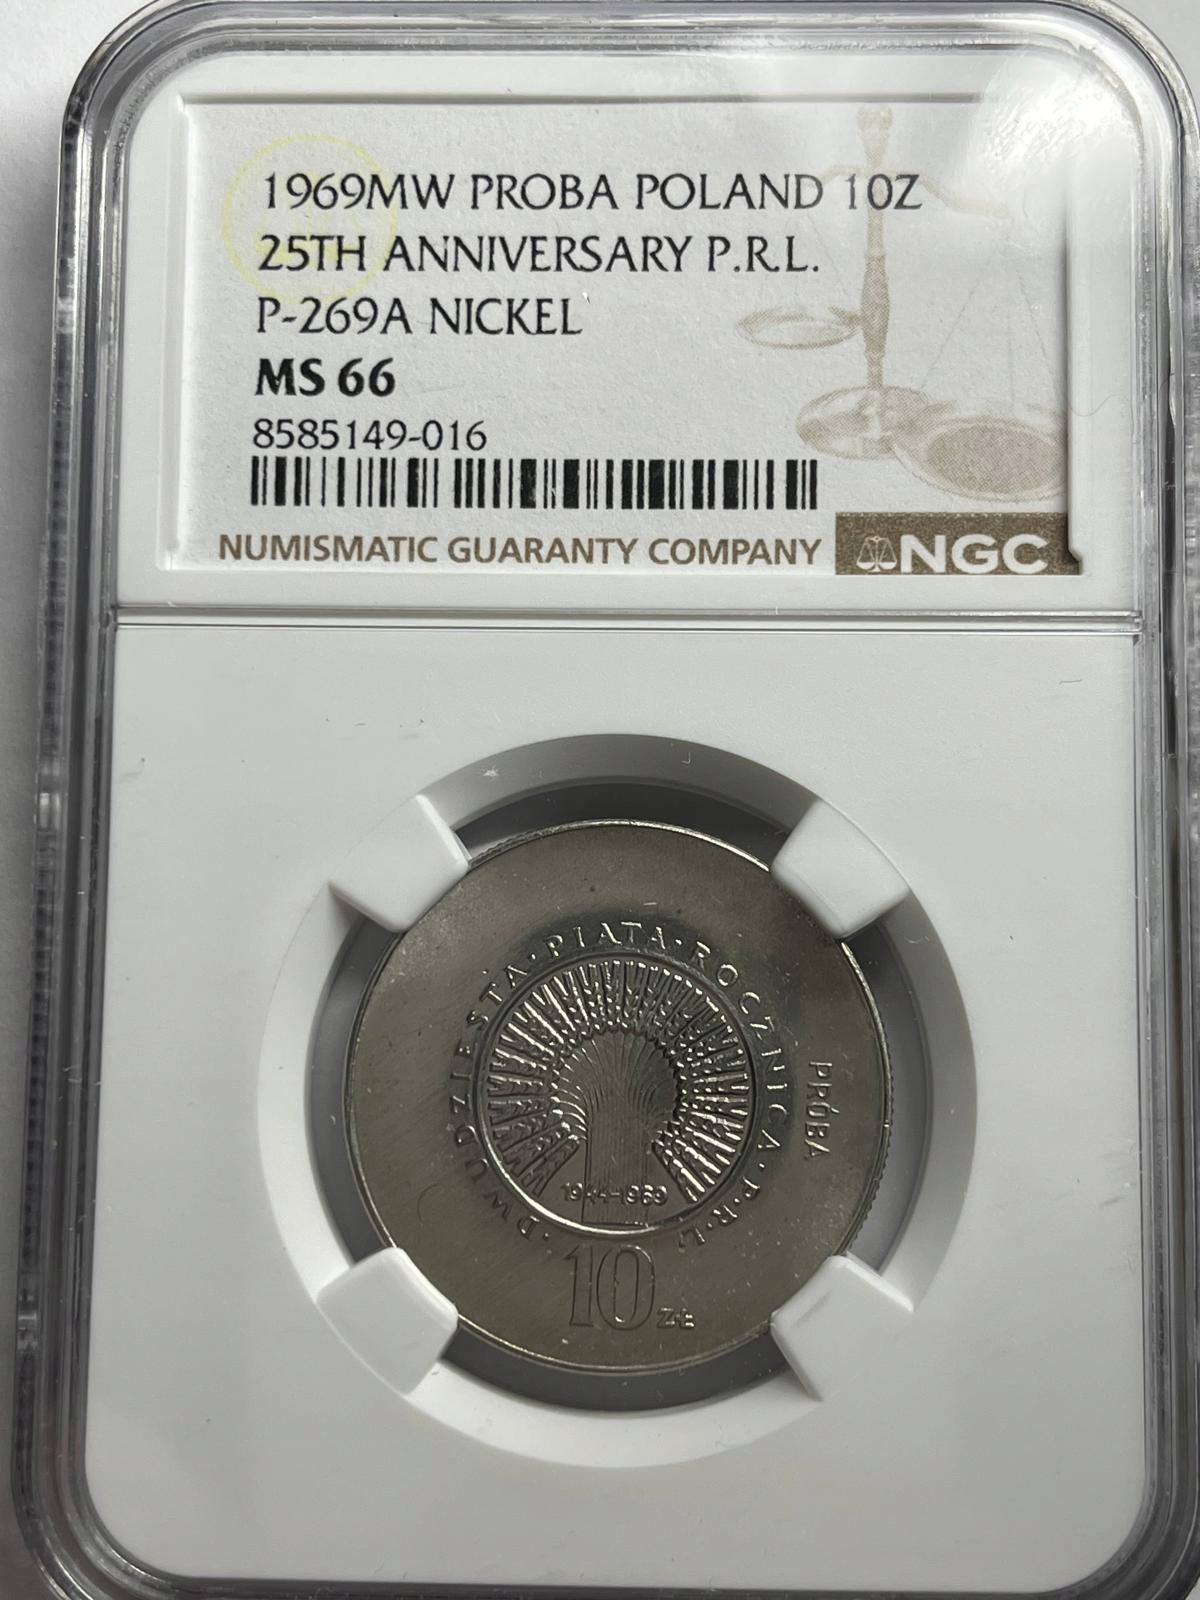 1969MW PROBA POLAND 10Z
25TH ANNIVERSARY P.R.L.
P-269A NICKEL
MS 66
8585149-016
NUMISMATIC GUARANTY COMPANY NGC
·DWUDZIESTA·PIĄTA·ROCZNICA·P·R·L·
PRÓBA
1944-1969
10 ZŁ